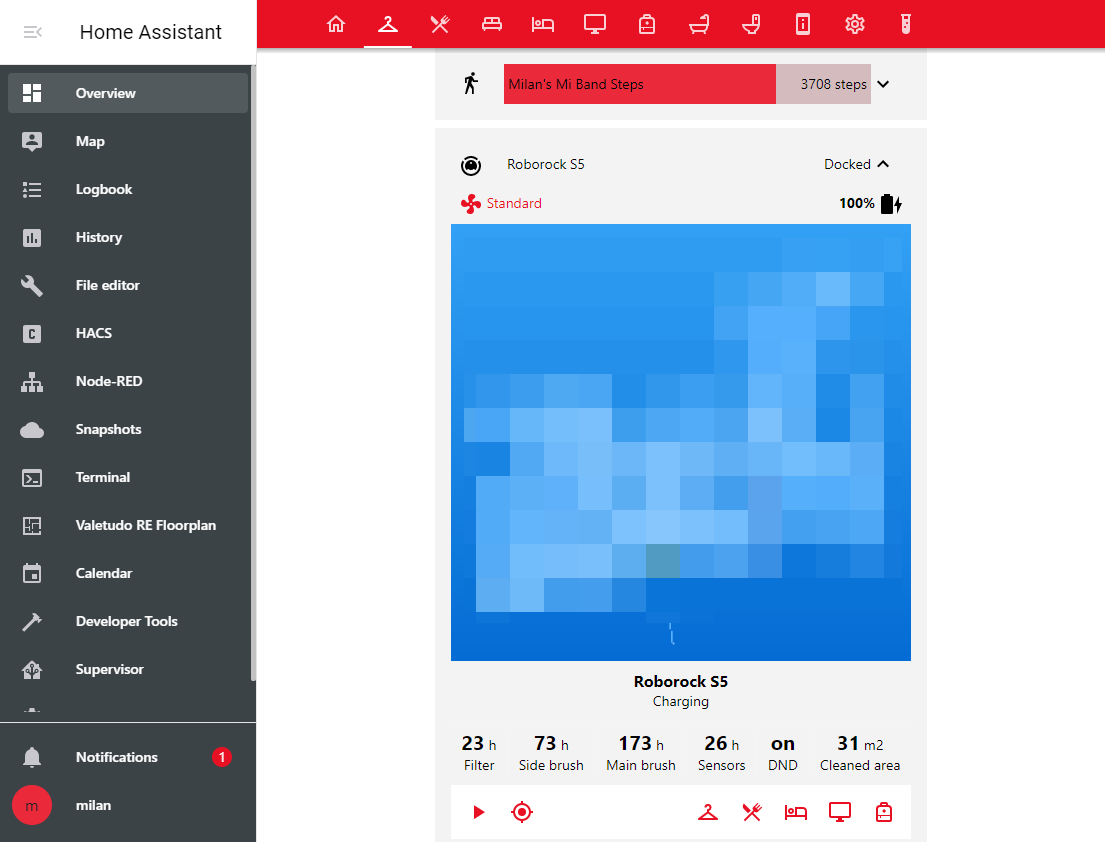 Home Assistant
Overview
Map
Logbook
History
File editor
C HACS
Node-RED
Snapshots
Terminal
Valetudo RE Floorplan
Calendar
Developer Tools
Supervisor
Notifications 1
m milan
Milan's Mi Band Steps 3708 steps
Roborock S5 Docked
Standard 100%
Roborock S5
Charging
23 h 73 h 173 h 26 h on 31 m2
Filter Side brush Main brush Sensors DND Cleaned area